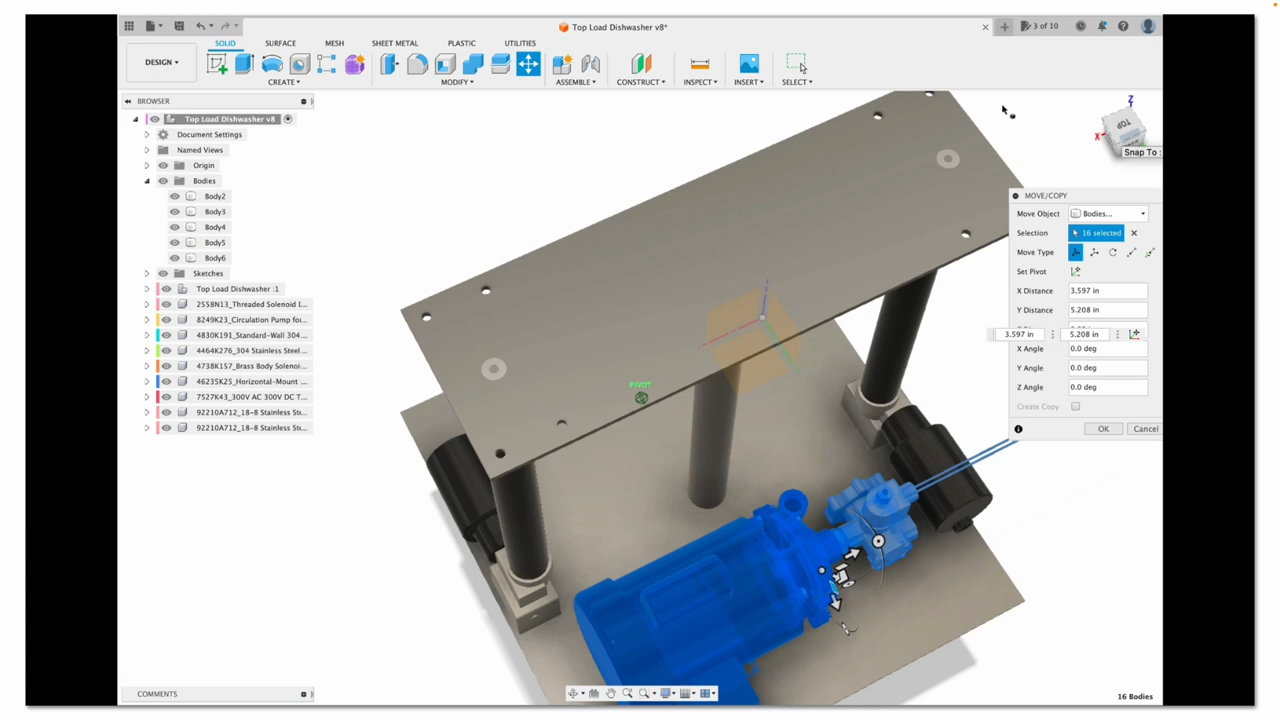 Top Load Dishwasher v8*
3 of 10
DESIGN
SOLID
SURFACE
MESH
SHEET METAL
PLASTIC
UTILITIES
CREATE
MODIFY
ASSEMBLE
CONSTRUCT
INSPECT
INSERT
SELECT
BROWSER
Top Load Dishwasher v8
Document Settings
Named Views
Origin
Bodies
Body2
Body3
Body4
Body5
Body6
Sketches
Top Load Dishwasher :1
2558N13_Threaded Solenoid I...
8249K23_Circulation Pump fo...
4830K191_Standard-Wall 304...
4464K276_304 Stainless Steel...
4738K157_Brass Body Solenoi...
46235K25_Horizontal-Mount
7527K43_300V AC 300V DC T...
92210A712_18-8 Stainless Ste...
92210A712_18-8 Stainless Ste...
Z
TOP
X
Snap To :
MOVE/COPY
Move Object
Bodies...
Selection
16 selected
Move Type
Set Pivot
X Distance
3.597 in
Y Distance
5.208 in
3.597 in
5.208 in
X Angle
0.0 deg
Y Angle
0.0 deg
Z Angle
0.0 deg
Create Copy
OK
Cancel
PIVOT
COMMENTS
16 Bodies